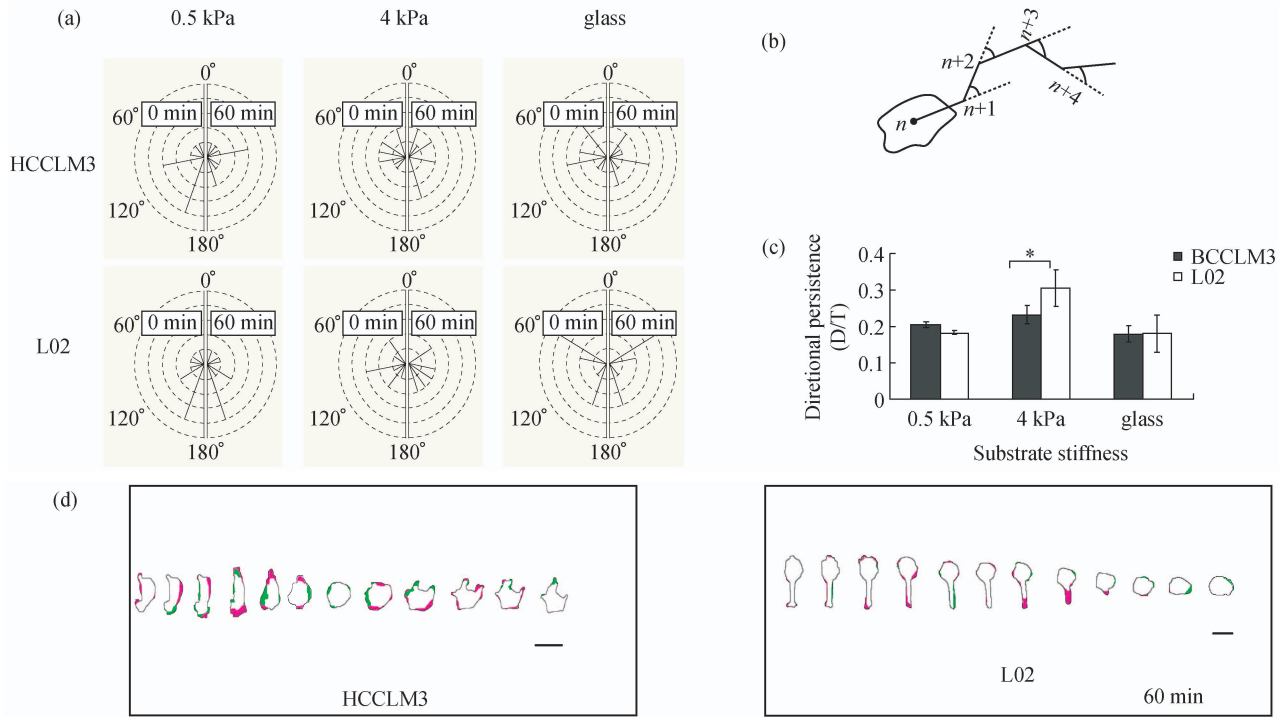 (a)
0.5 kPa 4 kPa glass
HCCLM3
0° 0° 0°
60° 0 min 60 min 60° 0 min 60 min 60° 0 min 60 min
120° 120° 120°
180° 180° 180°
L02
0° 0° 0°
60° 0 min 60 min 60° 0 min 60 min 60° 0 min 60 min
120° 120° 120°
180° 180° 180°
(b)
n
n+1
n+2
n+3
n+4
(c)
Diretional persistence
(D/T)
0.4
0.3
0.2
0.1
0
*
BCCLM3
L02
0.5 kPa 4 kPa glass
Substrate stiffness
(d)
HCCLM3
L02
60 min